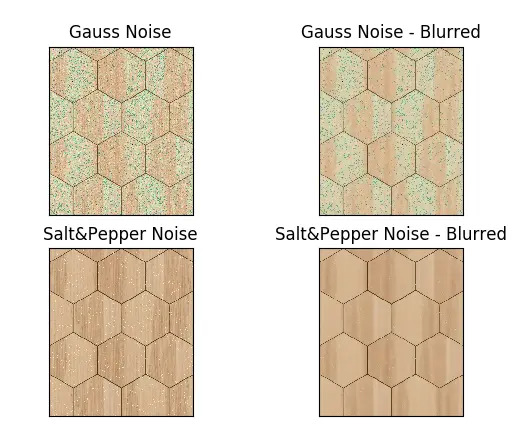 Gauss Noise
Gauss Noise - Blurred
Salt&Pepper Noise
Salt&Pepper Noise - Blurred